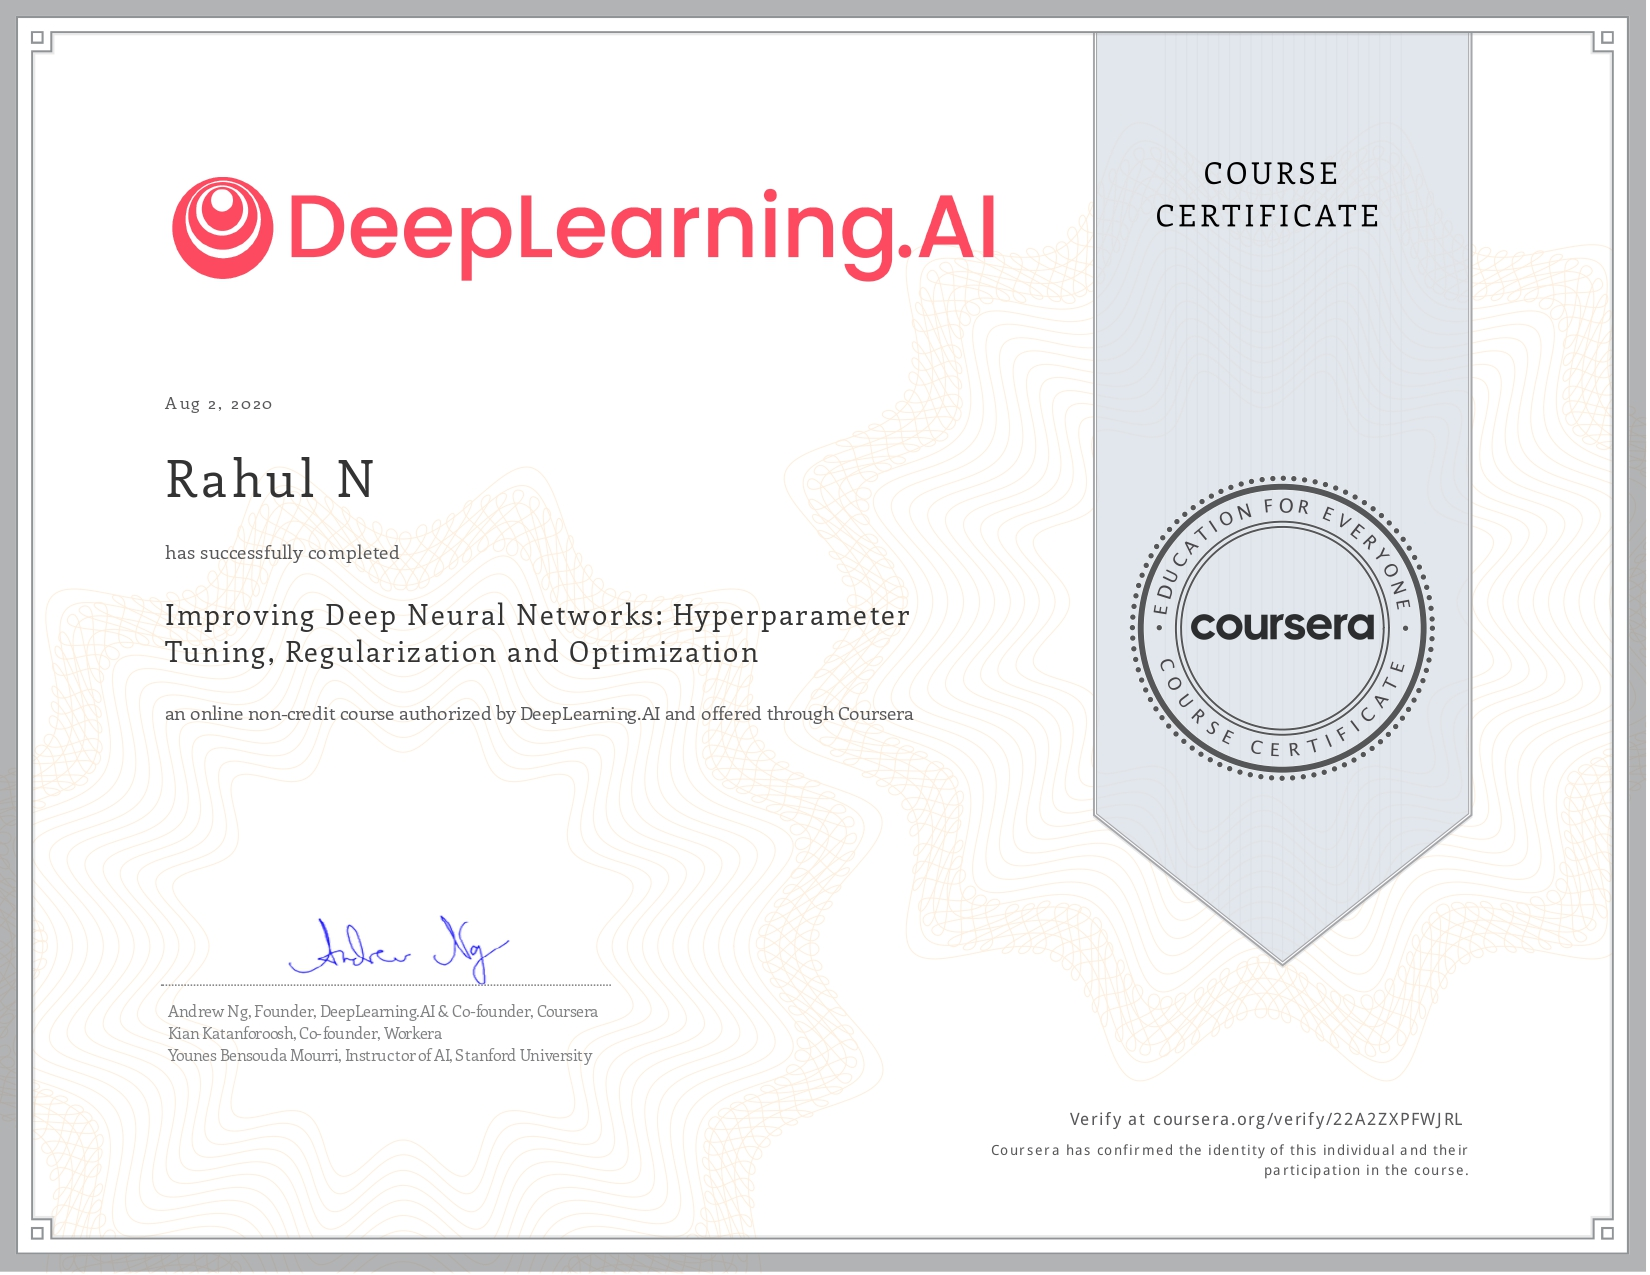 DeepLearning.AI
COURSE
CERTIFICATE
Aug 2, 2020
Rahul N
has successfully completed
Improving Deep Neural Networks: Hyperparameter
Tuning, Regularization and Optimization
an online non-credit course authorized by DeepLearning.AI and offered through Coursera
EDUCATION FOR EVERYONE
coursera
COURSE CERTIFICATE
Andrew Ng
Andrew Ng, Founder, DeepLearning.AI & Co-founder, Coursera
Kian Katanforoosh, Co-founder, Workera
Younes Bensouda Mourri, Instructor of AI, Stanford University
Verify at coursera.org/verify/22A2ZXPFWJRL
Coursera has confirmed the identity of this individual and their
participation in the course.